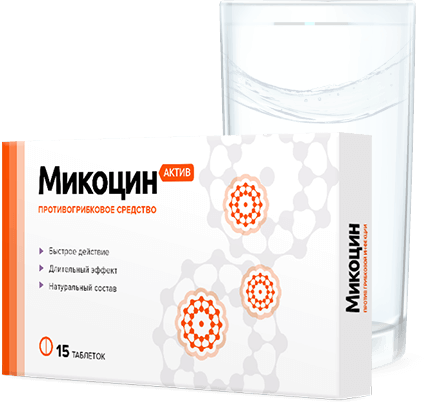 Микоцин АКТИВ
ПРОТИВОГРИБКОВОЕ СРЕДСТВО
Быстрое действие
Длительный эффект
Натуральный состав
15 ТАБЛЕТОК
Микоцин
ПРОТИВ ГРИБКОВОЙ ИНФЕКЦИИ